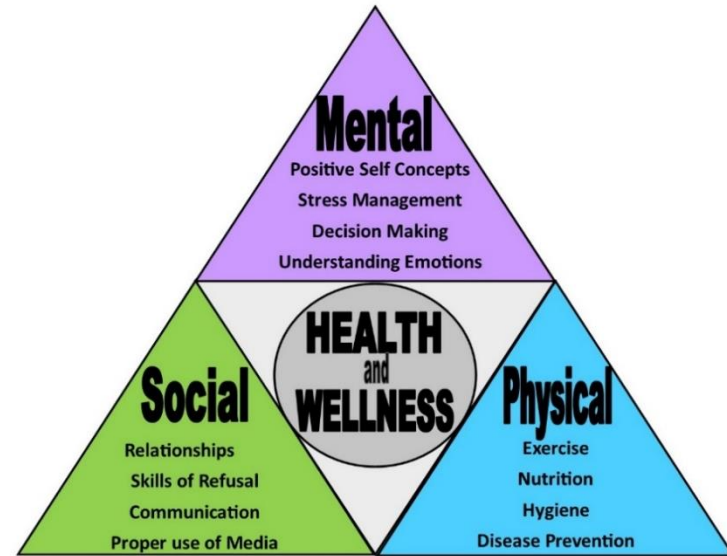 Mental
Positive Self Concepts
Stress Management
Decision Making
Understanding Emotions
HEALTH
and
WELLNESS
Social
Relationships
Skills of Refusal
Communication
Proper use of Media
Physical
Exercise
Nutrition
Hygiene
Disease Prevention